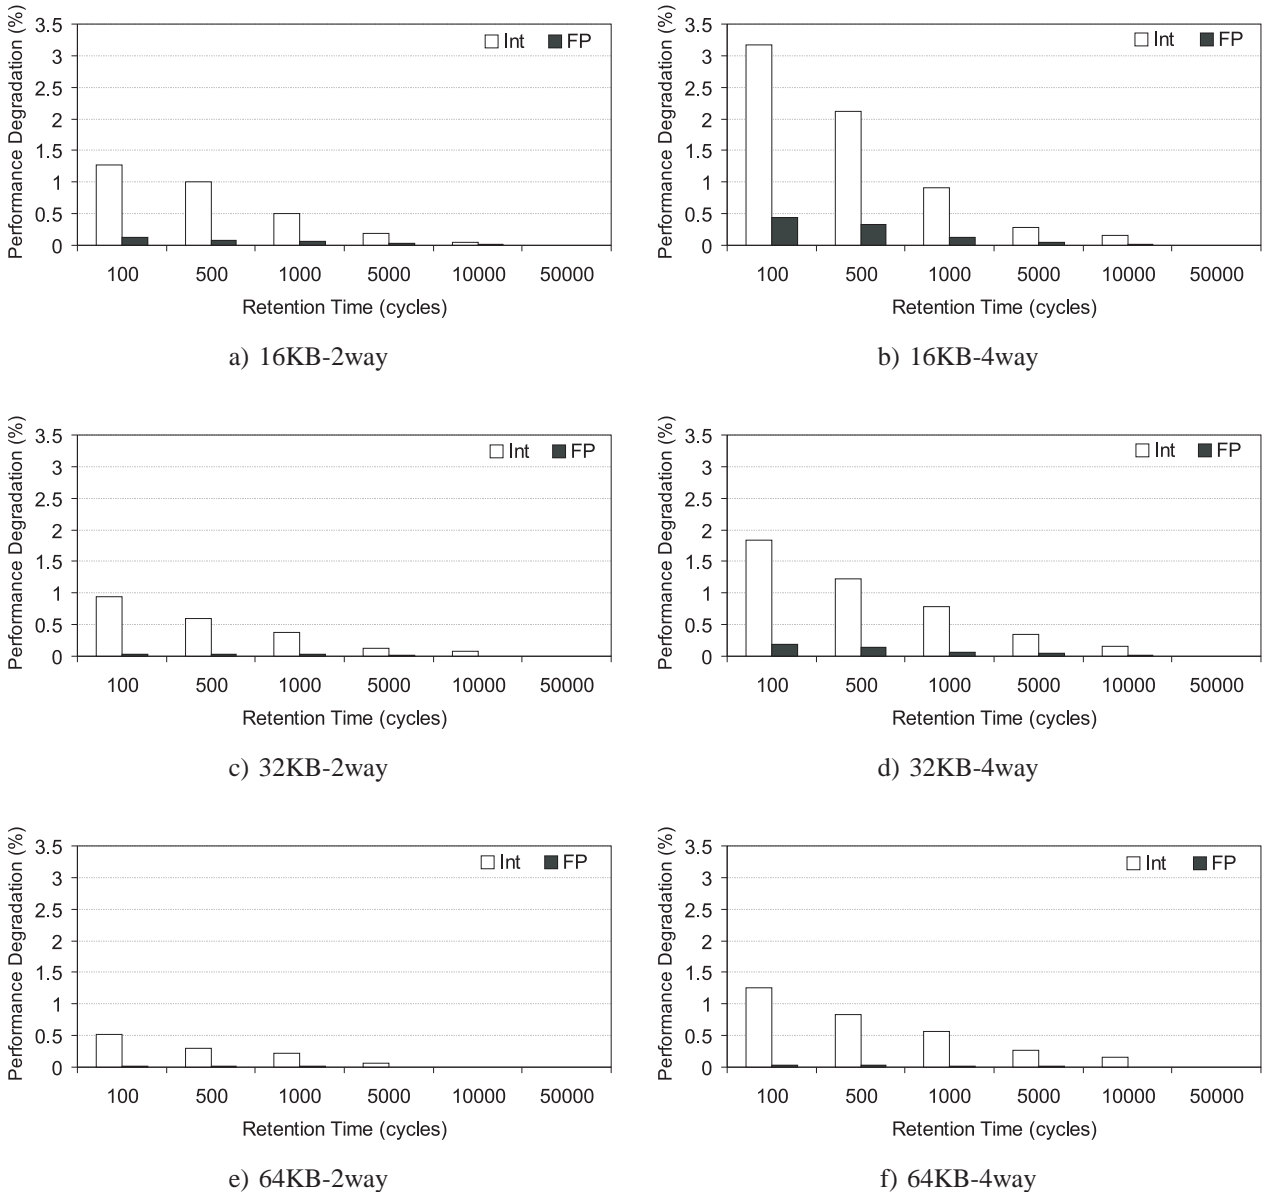 Performance Degradation (%)
3.5
3
2.5
2
1.5
1
0.5
0
Int FP
100 500 1000 5000 10000 50000
Retention Time (cycles)
a) 16KB-2way
Performance Degradation (%)
3.5
3
2.5
2
1.5
1
0.5
0
Int FP
100 500 1000 5000 10000 50000
Retention Time (cycles)
b) 16KB-4way
Performance Degradation (%)
3.5
3
2.5
2
1.5
1
0.5
0
Int FP
100 500 1000 5000 10000 50000
Retention Time (cycles)
c) 32KB-2way
Performance Degradation (%)
3.5
3
2.5
2
1.5
1
0.5
0
Int FP
100 500 1000 5000 10000 50000
Retention Time (cycles)
d) 32KB-4way
Performance Degradation (%)
3.5
3
2.5
2
1.5
1
0.5
0
Int FP
100 500 1000 5000 10000 50000
Retention Time (cycles)
e) 64KB-2way
Performance Degradation (%)
3.5
3
2.5
2
1.5
1
0.5
0
Int FP
100 500 1000 5000 10000 50000
Retention Time (cycles)
f) 64KB-4way